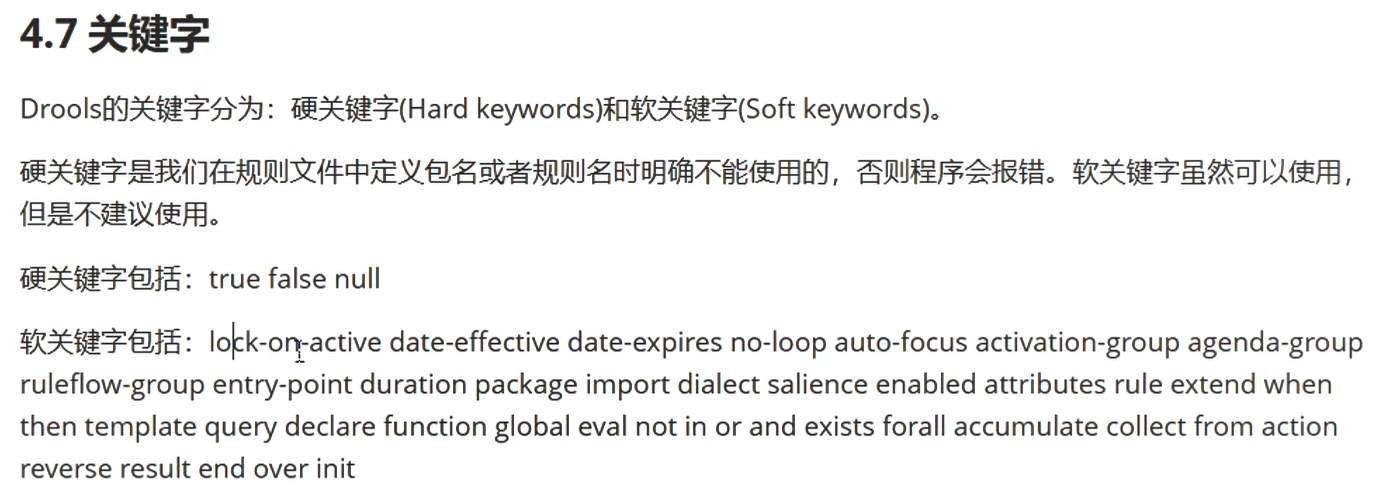 4.7 关键字
Drools的关键字分为：硬关键字(Hard keywords)和软关键字(Soft keywords)。
硬关键字是我们在规则文件中定义包名或者规则名时明确不能使用的，否则程序会报错。软关键字虽然可以使用，
但是不建议使用。
硬关键字包括：true false null
软关键字包括：lock-on-active date-effective date-expires no-loop auto-focus activation-group agenda-group
ruleflow-group entry-point duration package import dialect salience enabled attributes rule extend when
then template query declare function global eval not in or and exists forall accumulate collect from action
reverse result end over init